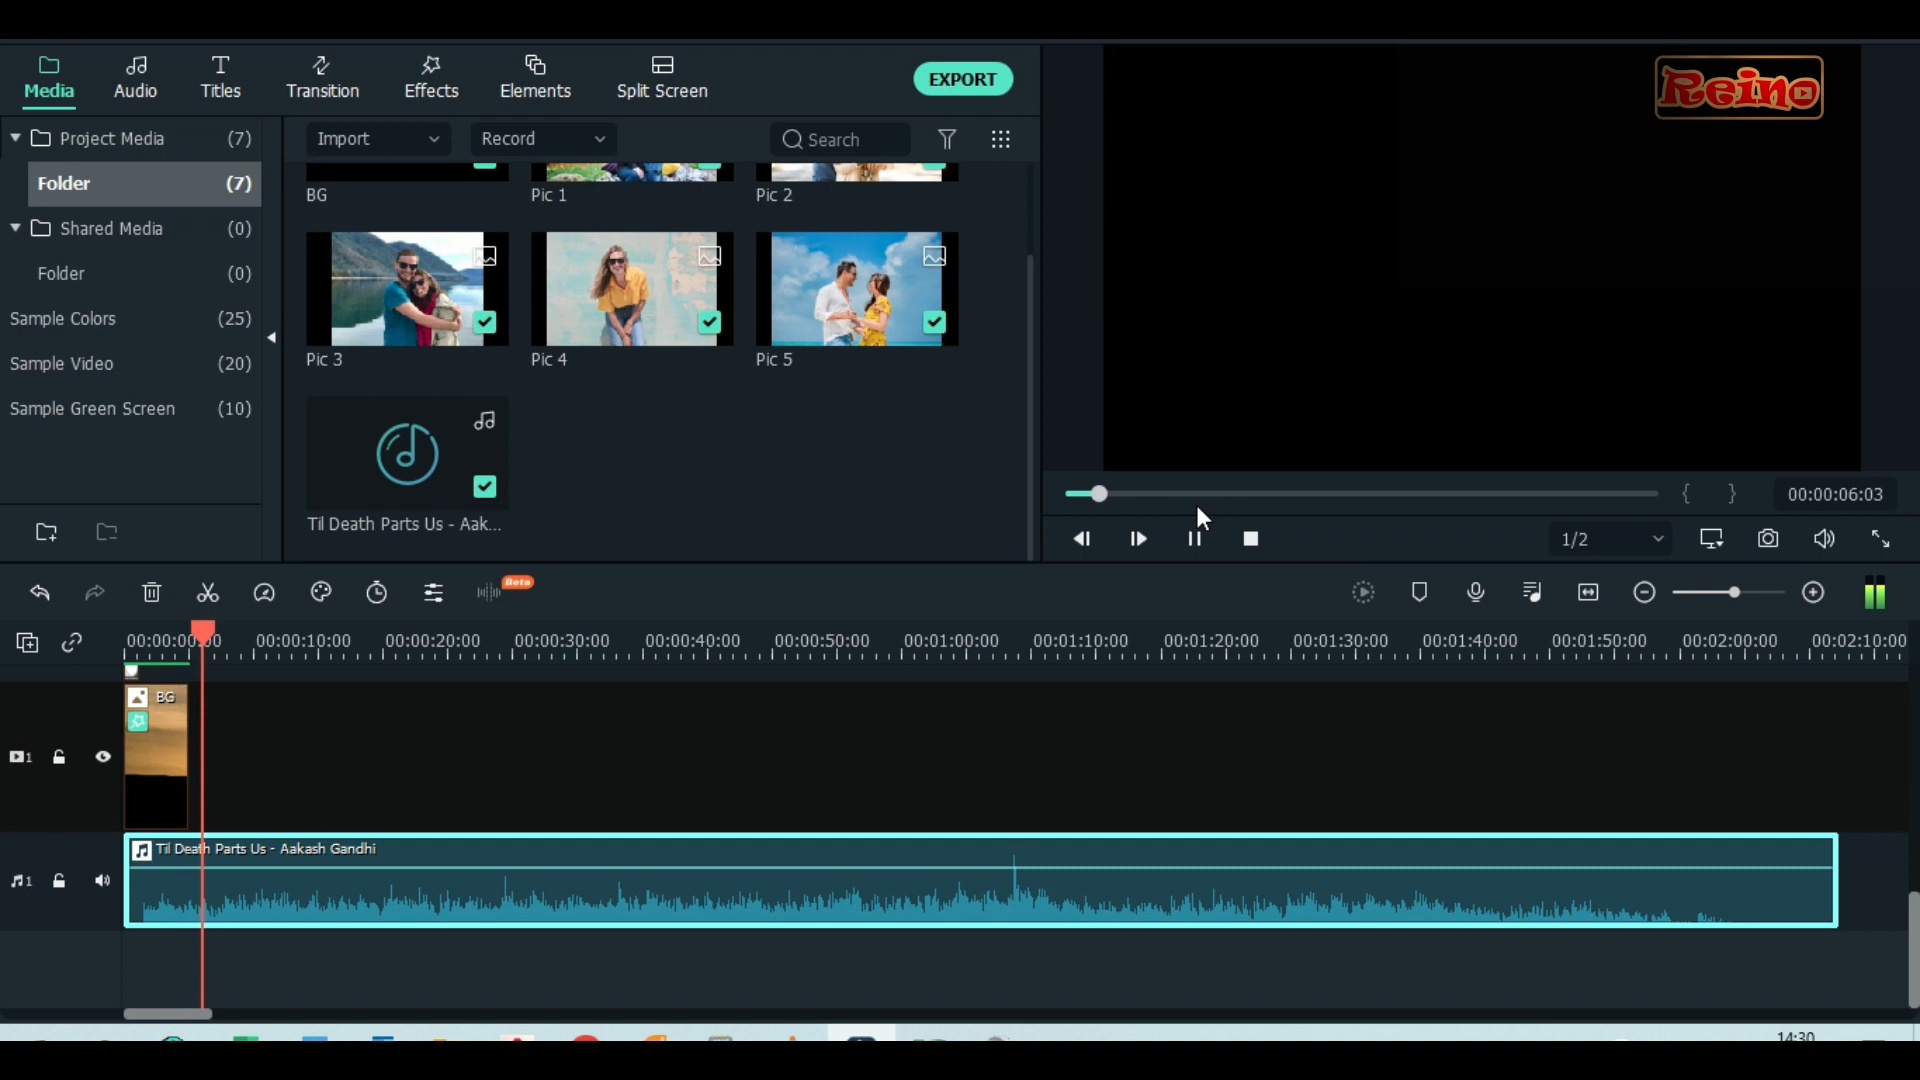 Reino
Media
Audio
Titles
Transition
Effects
Elements
Split Screen
EXPORT
Project Media (7)
Folder (7)
Shared Media (0)
Folder (0)
Sample Colors (25)
Sample Video (20)
Sample Green Screen (10)
Import
Record
Search
BG
Pic 1
Pic 2
Pic 3
Pic 4
Pic 5
Til Death Parts Us - Aak...
{ }
00:00:06:03
1/2
Beta
00:00:10:00
00:00:20:00
00:00:30:00
00:00:40:00
00:00:50:00
00:01:00:00
00:01:10:00
00:01:20:00
00:01:30:00
00:01:40:00
00:01:50:00
00:02:00:00
00:02:10:00
BG
1
Til Death Parts Us - Aakash Gandhi
1
14:30